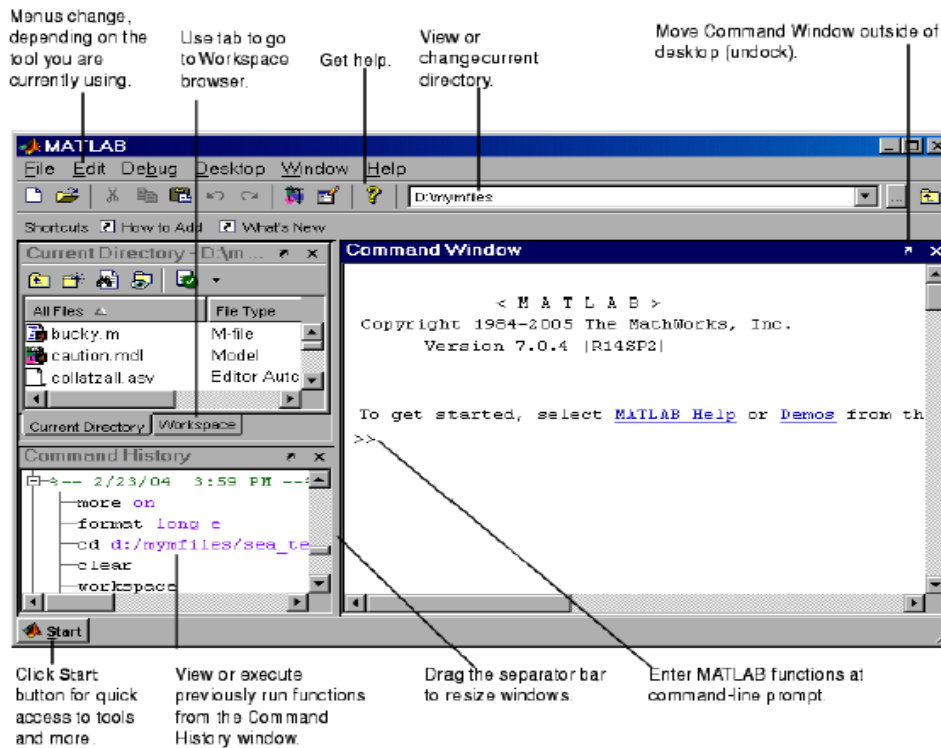 Menus change,
depending on the
tool you are
currently using.
Use tab to go
to Workspace
browser.
Get help.
View or
changecurrent
directory.
Move Command Window outside of
desktop (undock).
MATLAB
File Edit Debug Desktop Window Help
D:\mymfiles
Shortcuts How to Add What's New
Current Directory - D:\m ...
All Files File Type
bucky.m M-file
caution.mdl Model
collatzall.asv Editor Autc
Current Directory Workspace
Command History
%-- 2/23/04 3:59 PM --%
more on
format long e
cd d:/mymfiles/sea_te
clear
workspace
Command Window
< M A T L A B >
Copyright 1984-2005 The MathWorks, Inc.
Version 7.0.4 |R14SP2|
To get started, select MATLAB Help or Demos from th
>>
Start
Click Start
button for quick
access to tools
and more.
View or execute
previously run functions
from the Command
History window.
Drag the separator bar
to resize windows.
Enter MATLAB functions at
command-line prompt.